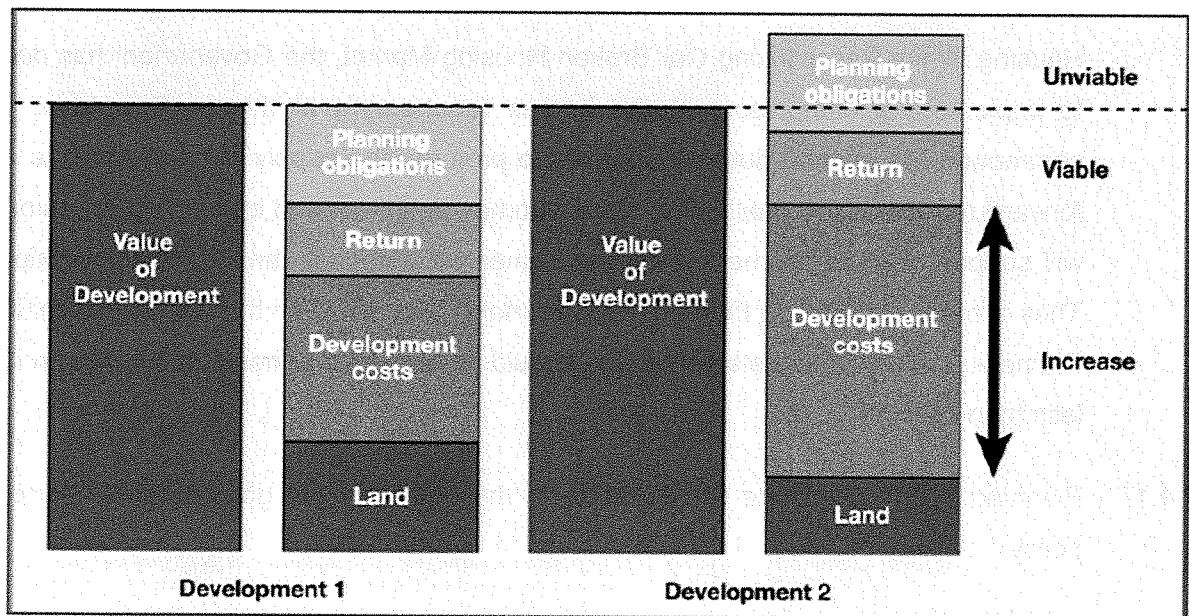 Value
of
Development
Planning
obligations
Return
Development
costs
Land
Development 1
Value
of
Development
Planning
obligations
Return
Development
costs
Land
Development 2
Unviable
Viable
Increase